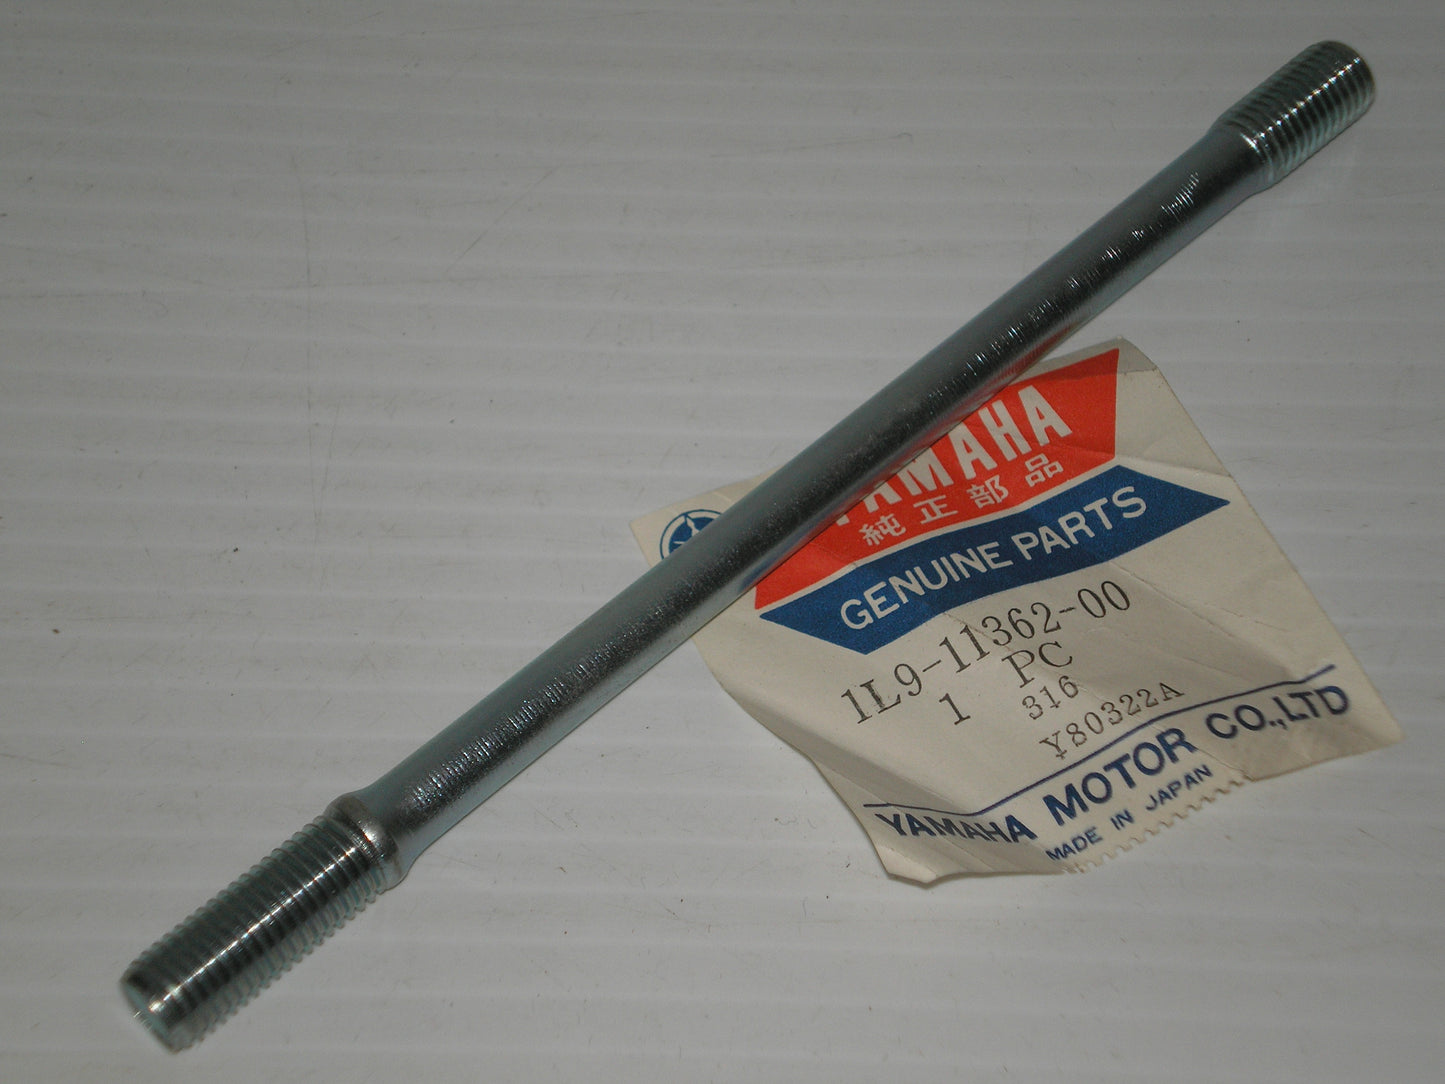 YAMAHA
純正部品
GENUINE PARTS
1L9-11362-00
1 PC
316
Y80322A
YAMAHA MOTOR CO.,LTD
MADE IN JAPAN